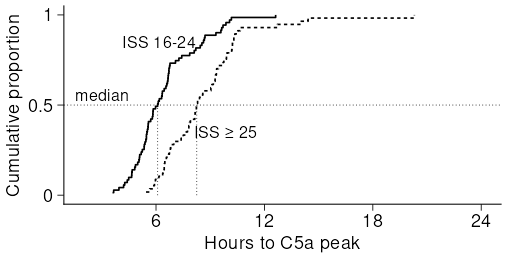 1
ISS 16-24
median
0.5
ISS ≥ 25
0
Cumulative proportion
6
12
18
24
Hours to C5a peak